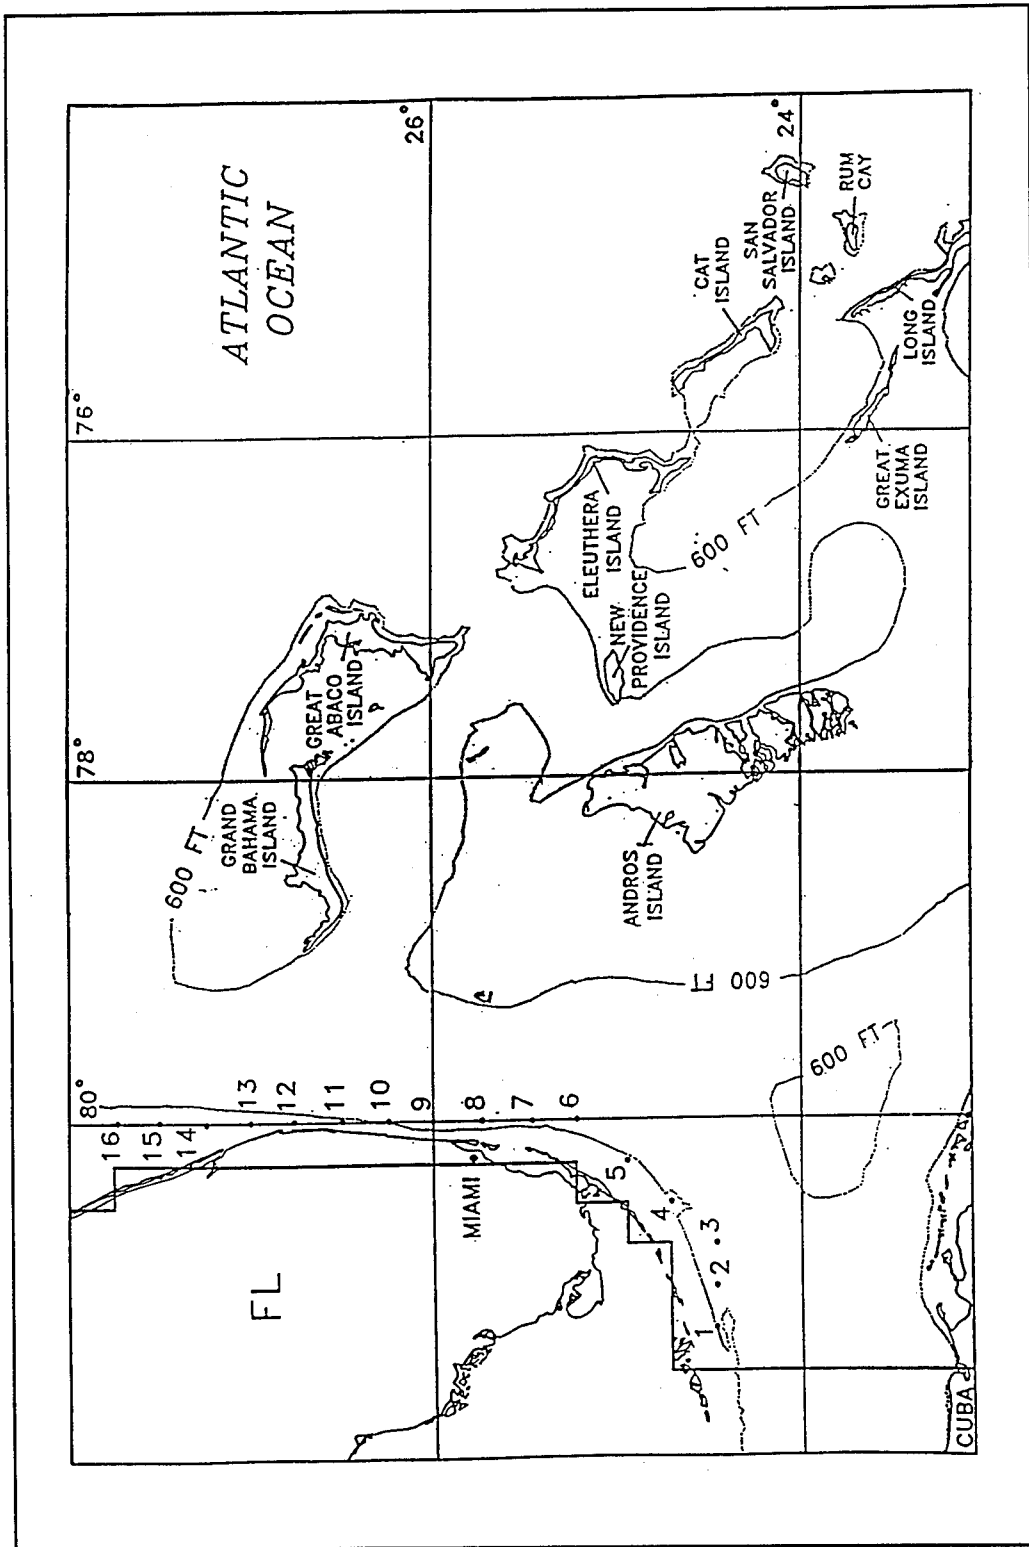 ATLANTIC
OCEAN
80°
78°
76°
26°
24°
FL
MIAMI
CUBA
16
15
14
13
12
11
10
9
8
7
6
5
4
3
2
1
600 FT
GRAND
BAHAMA
ISLAND
GREAT
ABACO
ISLAND
ELEUTHERA
ISLAND
NEW
PROVIDENCE
ISLAND
CAT
ISLAND
SAN
SALVADOR
ISLAND
RUM
CAY
LONG
ISLAND
GREAT
EXUMA
ISLAND
600 FT
ANDROS
ISLAND
600 FT
600 FT